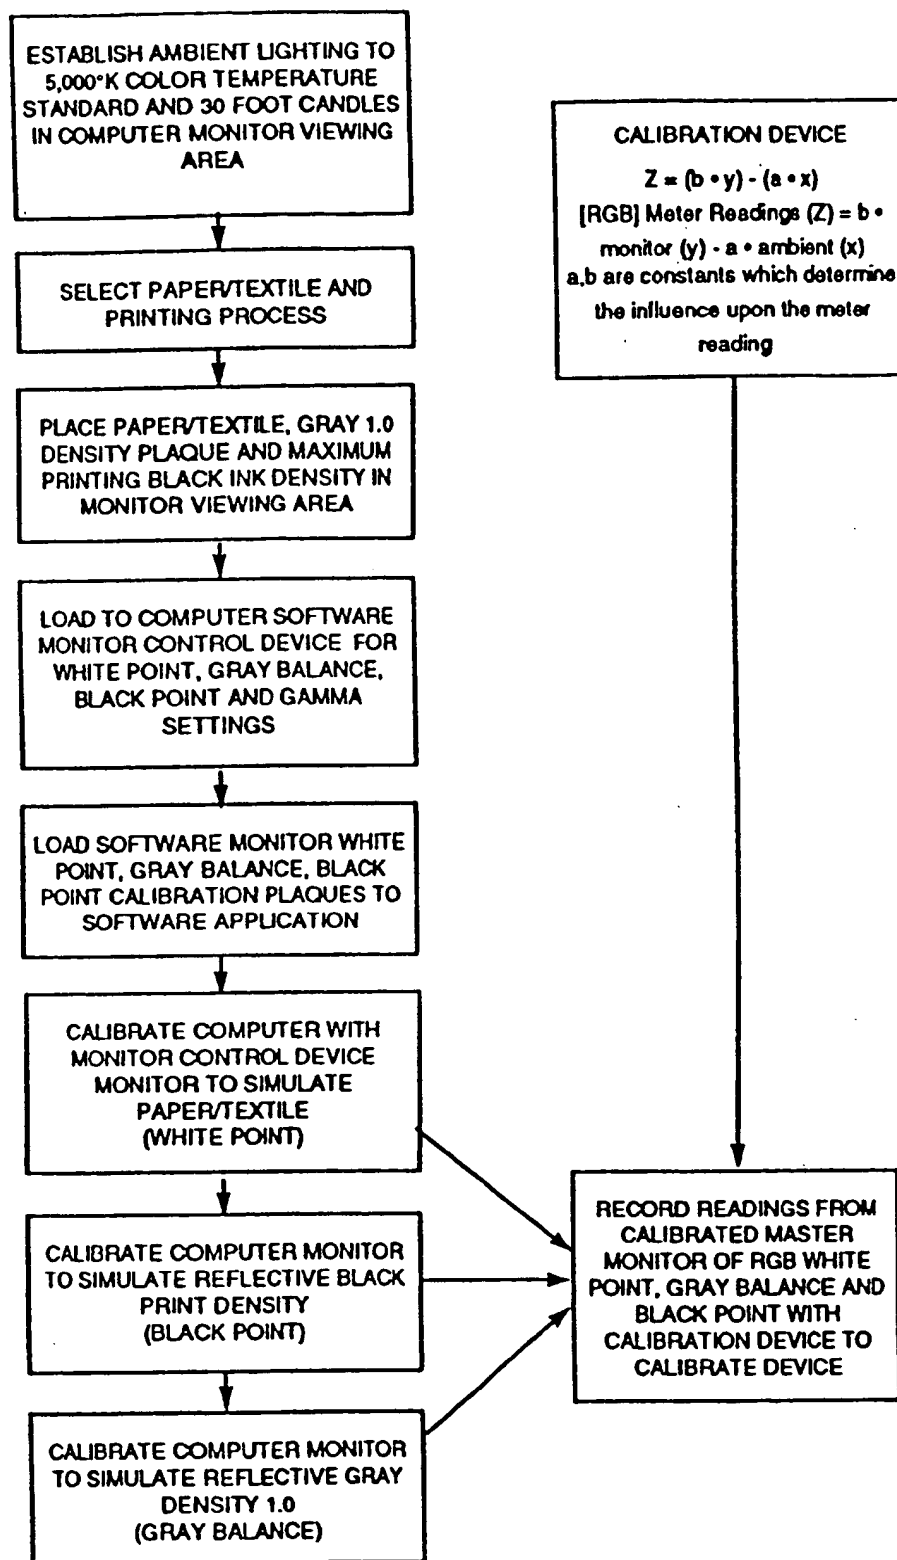 ESTABLISH AMBIENT LIGHTING TO
5,000°K COLOR TEMPERATURE
STANDARD AND 30 FOOT CANDLES
IN COMPUTER MONITOR VIEWING
AREA
SELECT PAPER/TEXTILE AND
PRINTING PROCESS
PLACE PAPER/TEXTILE, GRAY 1.0
DENSITY PLAQUE AND MAXIMUM
PRINTING BLACK INK DENSITY IN
MONITOR VIEWING AREA
LOAD TO COMPUTER SOFTWARE
MONITOR CONTROL DEVICE FOR
WHITE POINT, GRAY BALANCE,
BLACK POINT AND GAMMA
SETTINGS
LOAD SOFTWARE MONITOR WHITE
POINT, GRAY BALANCE, BLACK
POINT CALIBRATION PLAQUES TO
SOFTWARE APPLICATION
CALIBRATE COMPUTER WITH
MONITOR CONTROL DEVICE
MONITOR TO SIMULATE
PAPER/TEXTILE
(WHITE POINT)
CALIBRATE COMPUTER MONITOR
TO SIMULATE REFLECTIVE BLACK
PRINT DENSITY
(BLACK POINT)
CALIBRATE COMPUTER MONITOR
TO SIMULATE REFLECTIVE GRAY
DENSITY 1.0
(GRAY BALANCE)
CALIBRATION DEVICE
Z = (b • y) - (a • x)
[RGB] Meter Readings (Z) = b •
monitor (y) - a • ambient (x)
a,b are constants which determine
the influence upon the meter
reading
RECORD READINGS FROM
CALIBRATED MASTER
MONITOR OF RGB WHITE
POINT, GRAY BALANCE AND
BLACK POINT WITH
CALIBRATION DEVICE TO
CALIBRATE DEVICE